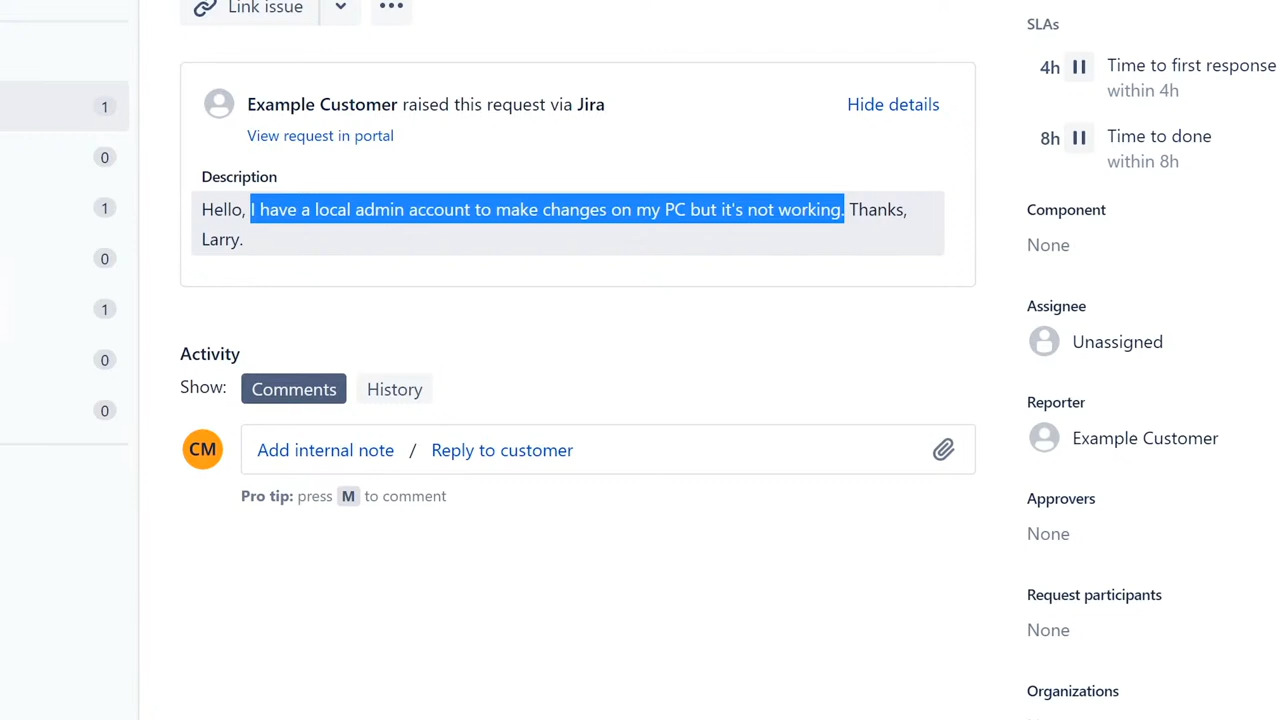 Link issue
Example Customer raised this request via Jira
Hide details
View request in portal
Description
Hello, I have a local admin account to make changes on my PC but it's not working. Thanks,
Larry.
Activity
Show: Comments History
CM
Add internal note / Reply to customer
Pro tip: press M to comment
1
0
1
0
1
0
0
SLAs
4h Time to first response
within 4h
8h Time to done
within 8h
Component
None
Assignee
Unassigned
Reporter
Example Customer
Approvers
None
Request participants
None
Organizations